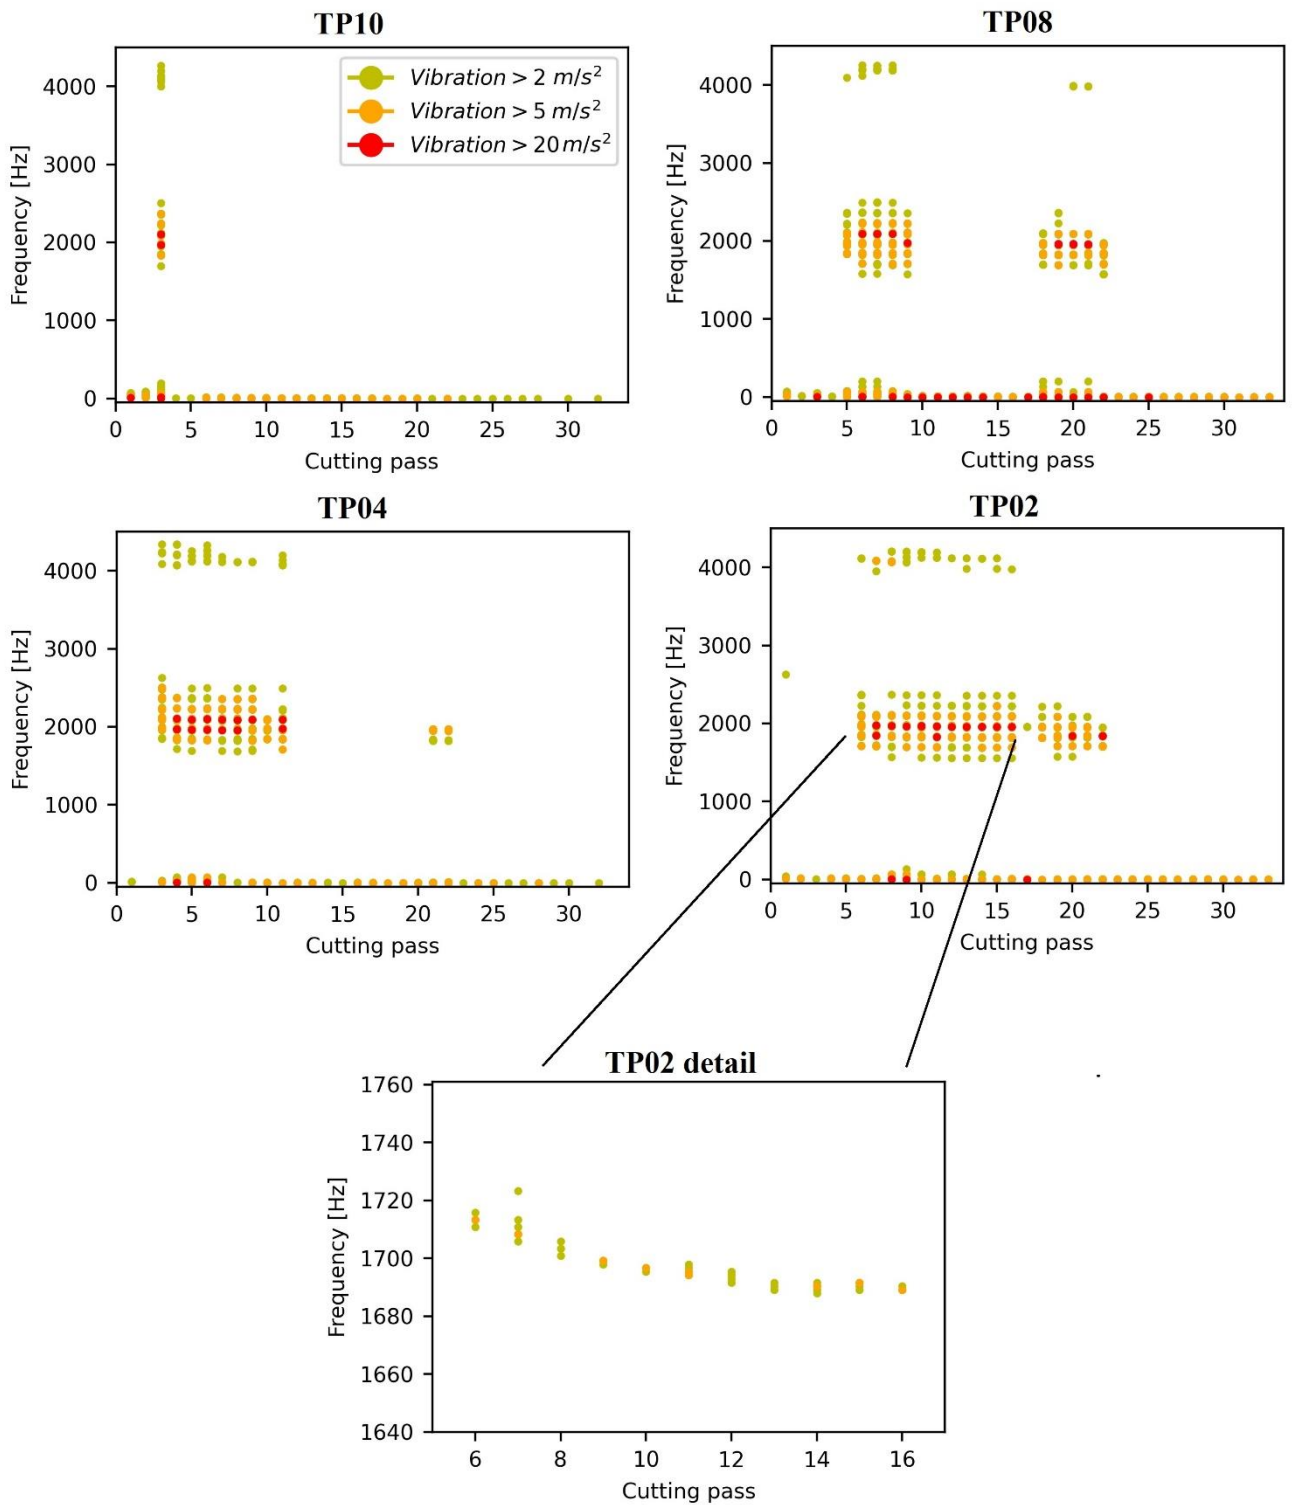 TP10
4000
3000
2000
1000
0
Frequency [Hz]
Vibration > 2 m/s²
Vibration > 5 m/s²
Vibration > 20 m/s²
0 5 10 15 20 25 30
Cutting pass
TP08
4000
3000
2000
1000
0
Frequency [Hz]
0 5 10 15 20 25 30
Cutting pass
TP04
4000
3000
2000
1000
0
Frequency [Hz]
0 5 10 15 20 25 30
Cutting pass
TP02
4000
3000
2000
1000
0
Frequency [Hz]
0 5 10 15 20 25 30
Cutting pass
TP02 detail
1760
1740
1720
1700
1680
1660
1640
Frequency [Hz]
6 8 10 12 14 16
Cutting pass